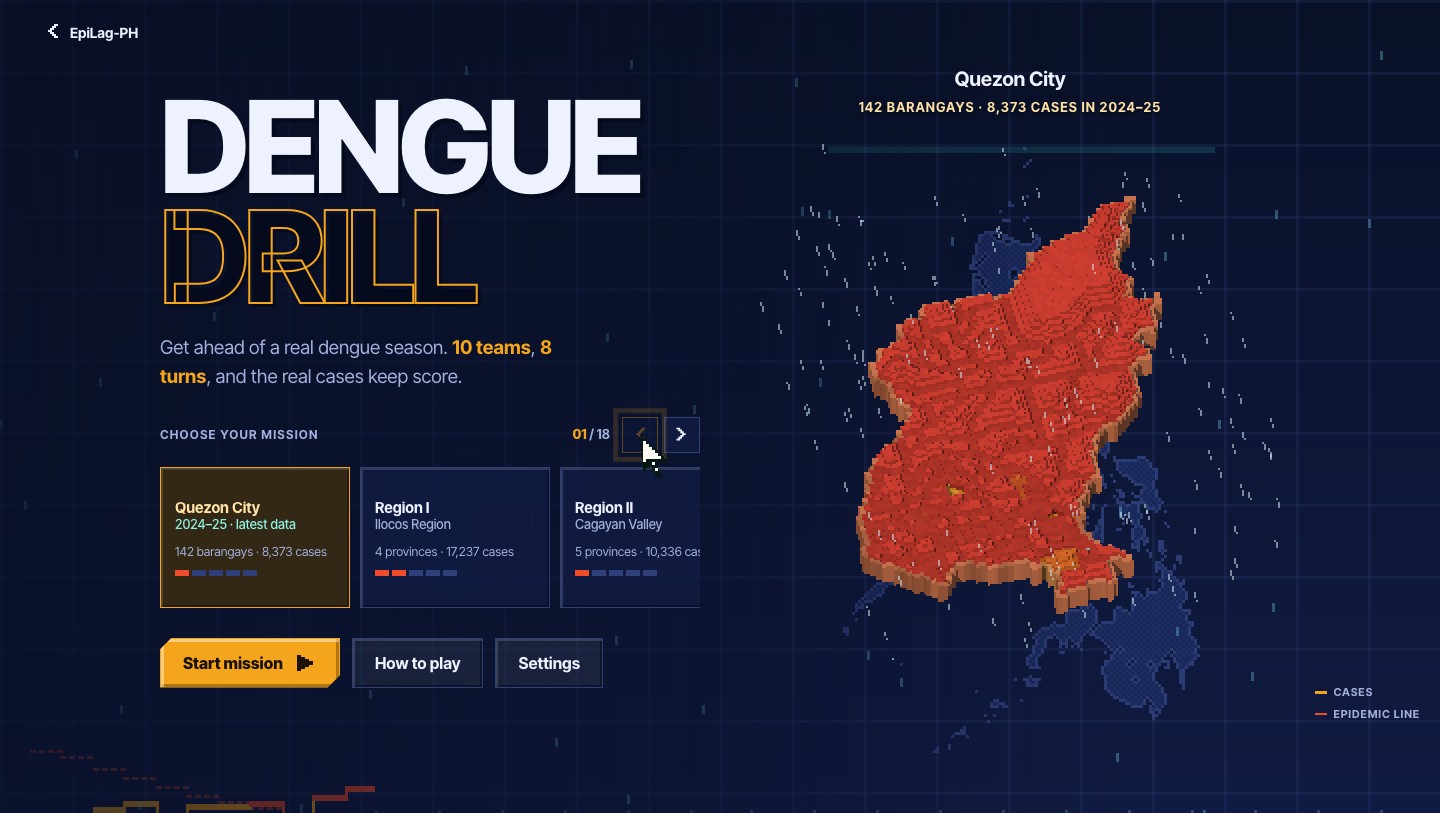 EpiLag-PH
DENGUE
DRILL
Get ahead of a real dengue season. 10 teams, 8
turns, and the real cases keep score.
CHOOSE YOUR MISSION
01 / 18
Quezon City
2024–25 · latest data
142 barangays · 8,373 cases
Region I
Ilocos Region
4 provinces · 17,237 cases
Region II
Cagayan Valley
5 provinces · 10,336 cas
Start mission
How to play
Settings
Quezon City
142 BARANGAYS · 8,373 CASES IN 2024–25
CASES
EPIDEMIC LINE